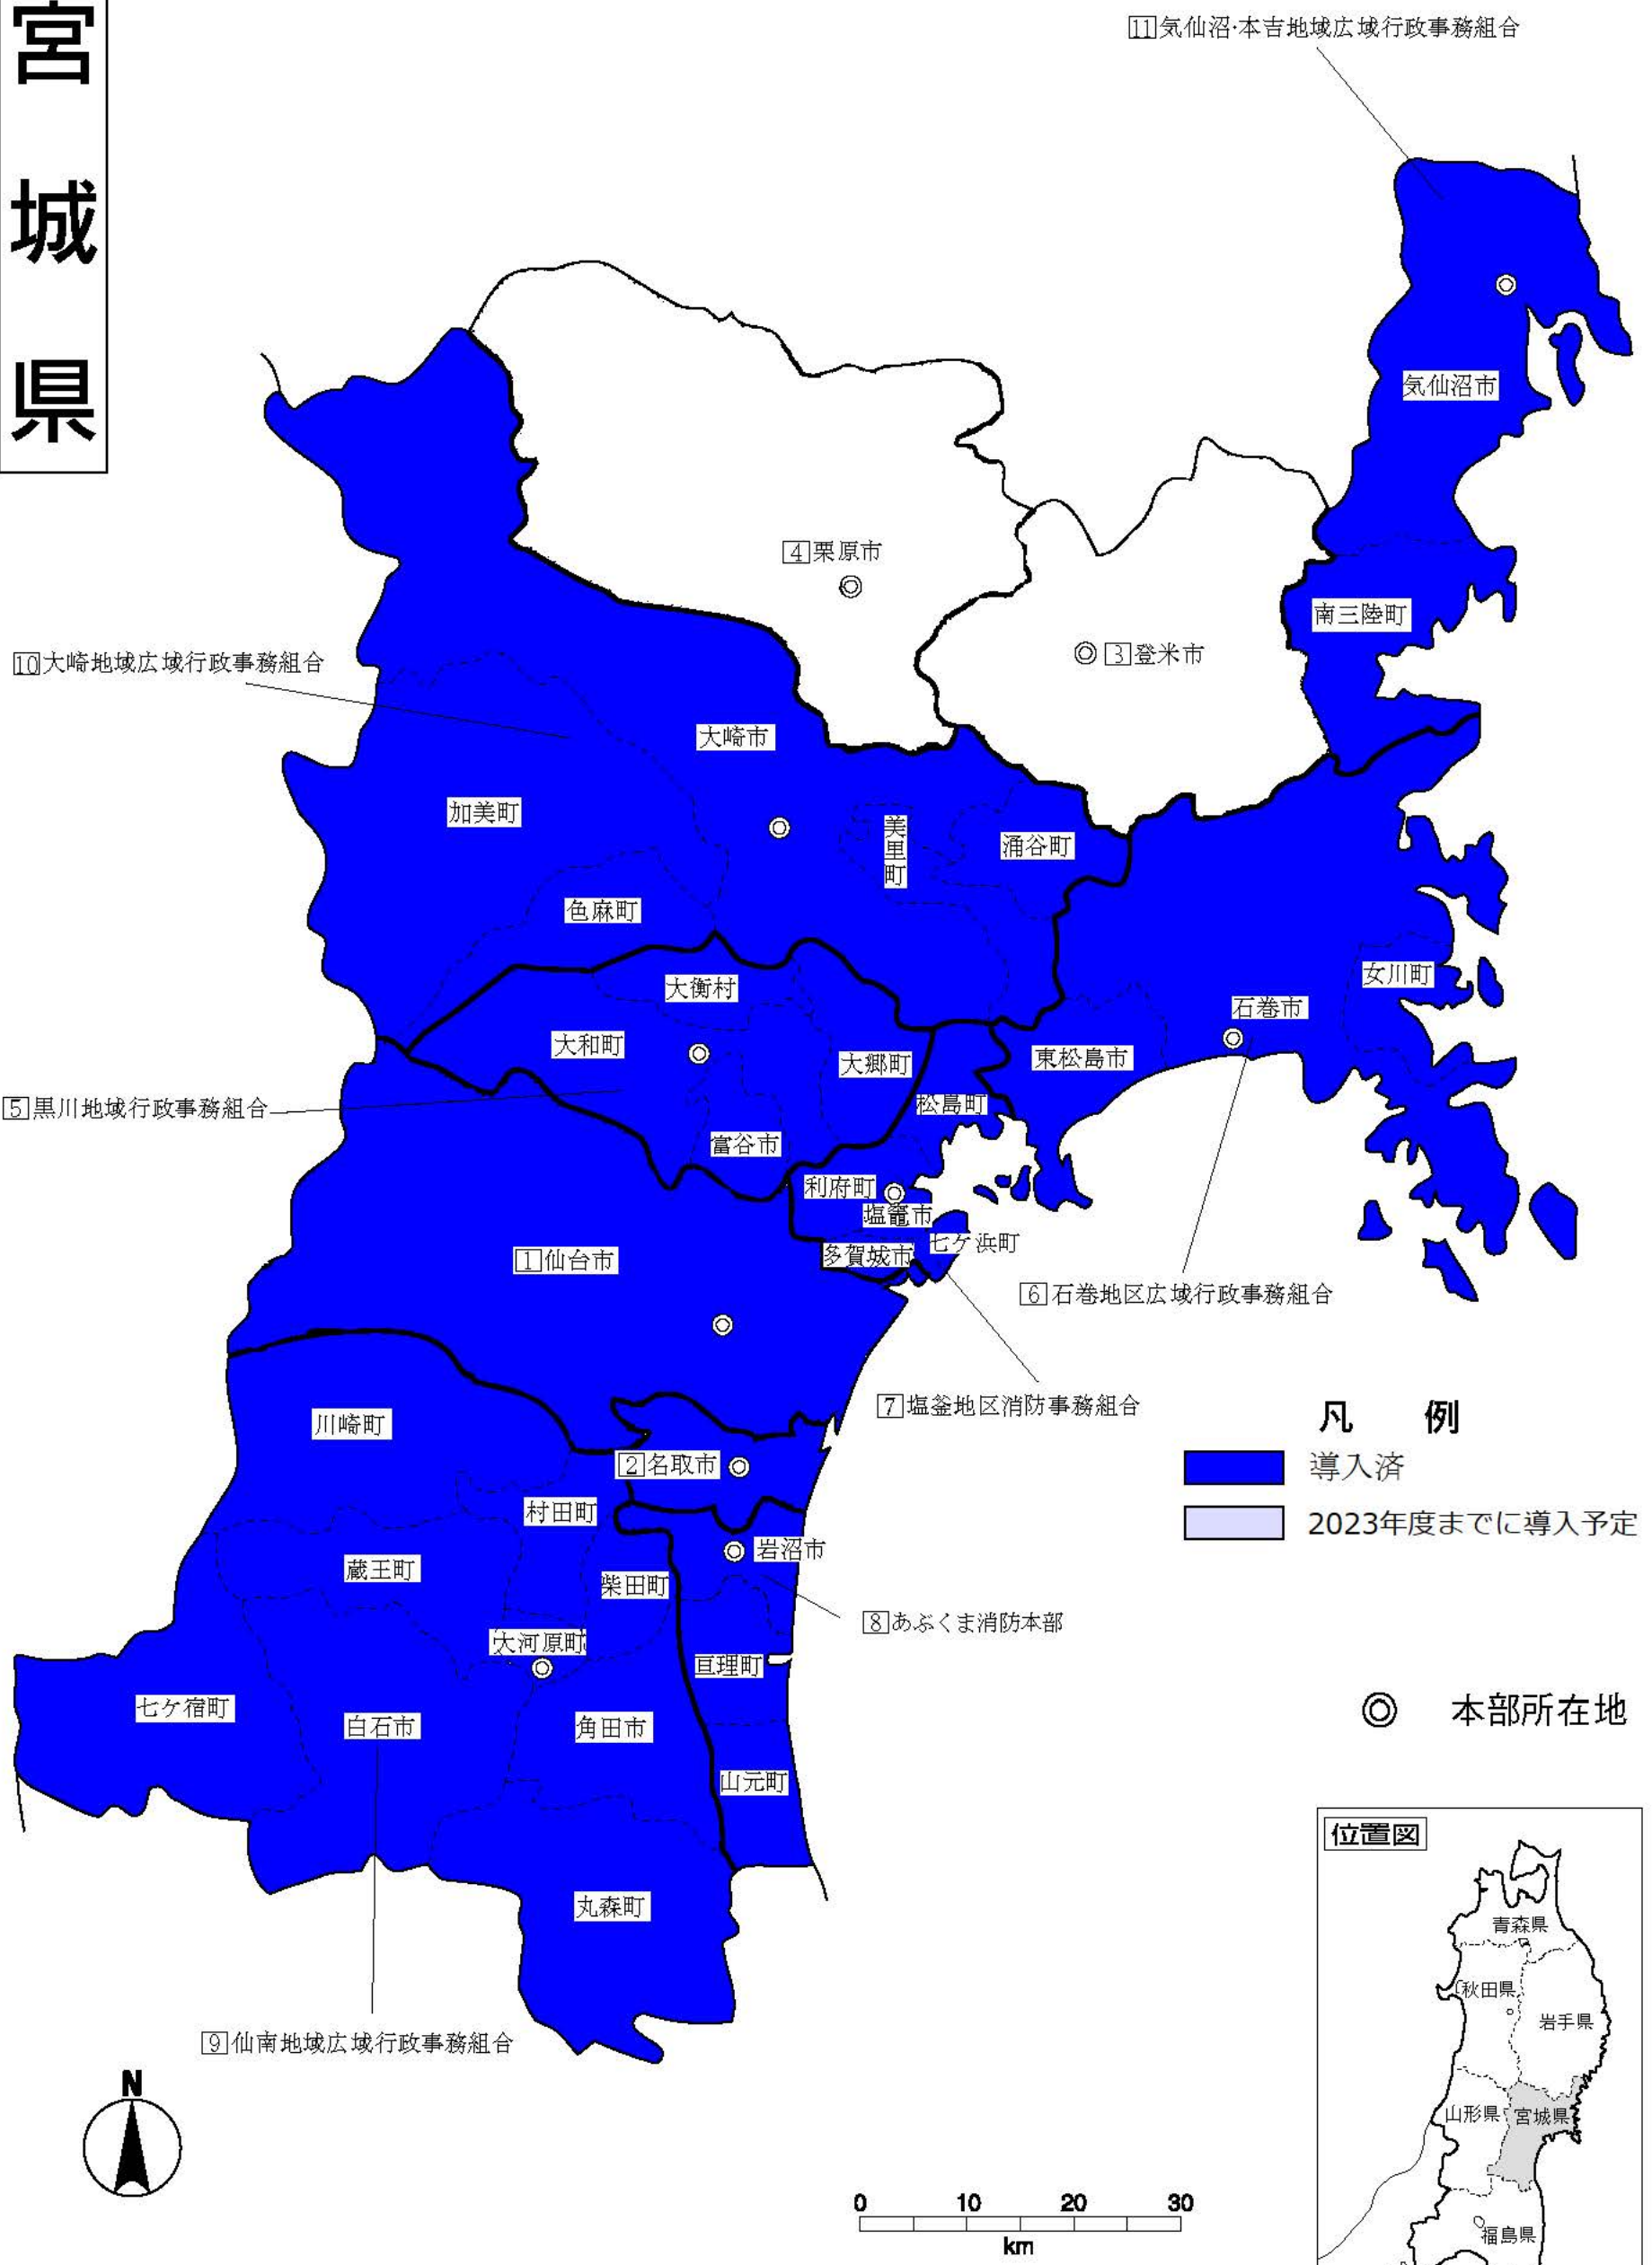 宮城県
11気仙沼・本吉地域広域行政事務組合
気仙沼市
4栗原市
南三陸町
3登米市
10大崎地域広域行政事務組合
大崎市
加美町
美里町
涌谷町
色麻町
大衡村
女川町
石巻市
大和町
大郷町
東松島市
5黒川地域行政事務組合
松島町
富谷市
利府町
塩竈市
七ケ浜町
多賀城市
1仙台市
6石巻地区広域行政事務組合
7塩釜地区消防事務組合
凡 例
川崎町
2名取市
導入済
村田町
2023年度までに導入予定
岩沼市
蔵王町
柴田町
8あぶくま消防本部
大河原町
亘理町
七ケ宿町
本部所在地
白石市
角田市
山元町
位置図
丸森町
青森県
秋田県
岩手県
9仙南地域広域行政事務組合
N
山形県
宮城県
0 10 20 30
km
福島県